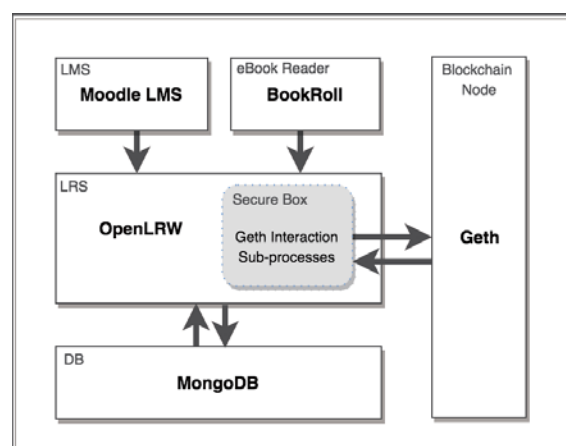 LMS
Moodle LMS
eBook Reader
BookRoll
Blockchain
Node
Geth
LRS
OpenLRW
Secure Box
Geth Interaction
Sub-processes
DB
MongoDB